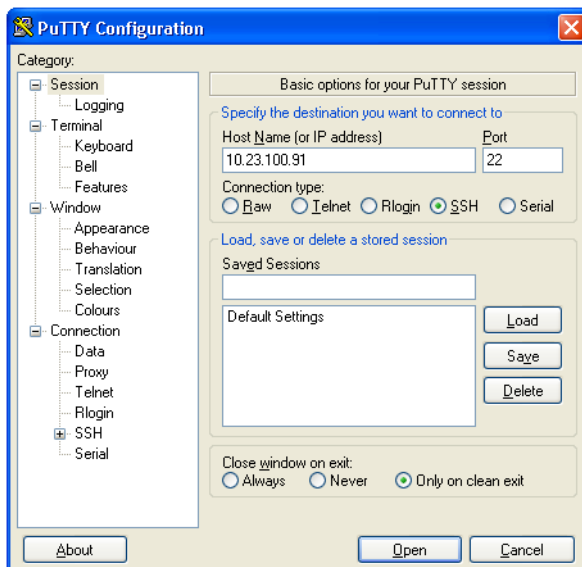 PuTTY Configuration
Category:
Session
Logging
Terminal
Keyboard
Bell
Features
Window
Appearance
Behaviour
Translation
Selection
Colours
Connection
Data
Proxy
Telnet
Rlogin
SSH
Serial
Basic options for your PuTTY session
Specify the destination you want to connect to
Host Name (or IP address) Port
10.23.100.91 22
Connection type:
Raw Telnet Rlogin SSH Serial
Load, save or delete a stored session
Saved Sessions
Default Settings
Load
Save
Delete
Close window on exit:
Always Never Only on clean exit
About Open Cancel